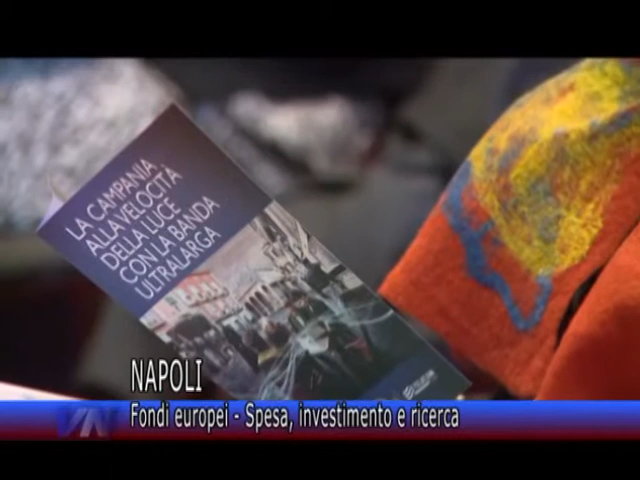 LA CAMPANIA
ALLA VELOCITÀ
DELLA LUCE
CON LA BANDA
ULTRALARGA
NAPOLI
Fondi europei - Spesa, investimento e ricerca